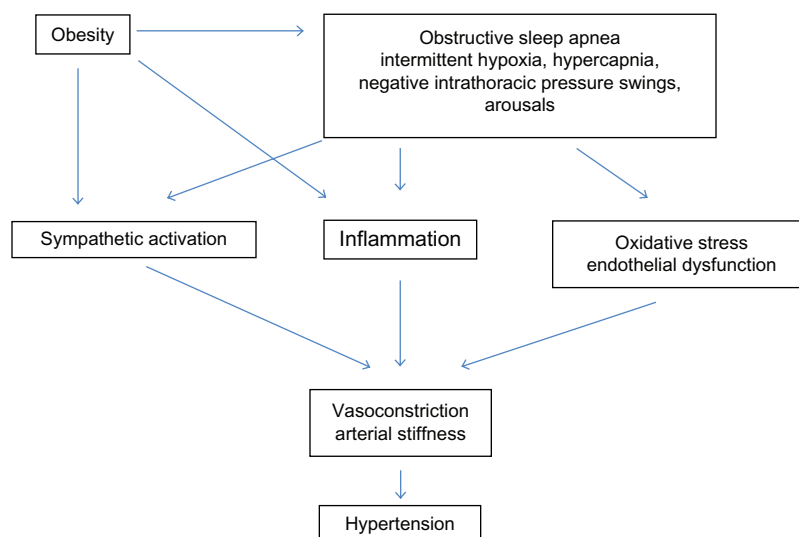 Obesity
Obstructive sleep apnea
intermittent hypoxia, hypercapnia,
negative intrathoracic pressure swings,
arousals
Sympathetic activation
Inflammation
Oxidative stress
endothelial dysfunction
Vasoconstriction
arterial stiffness
Hypertension